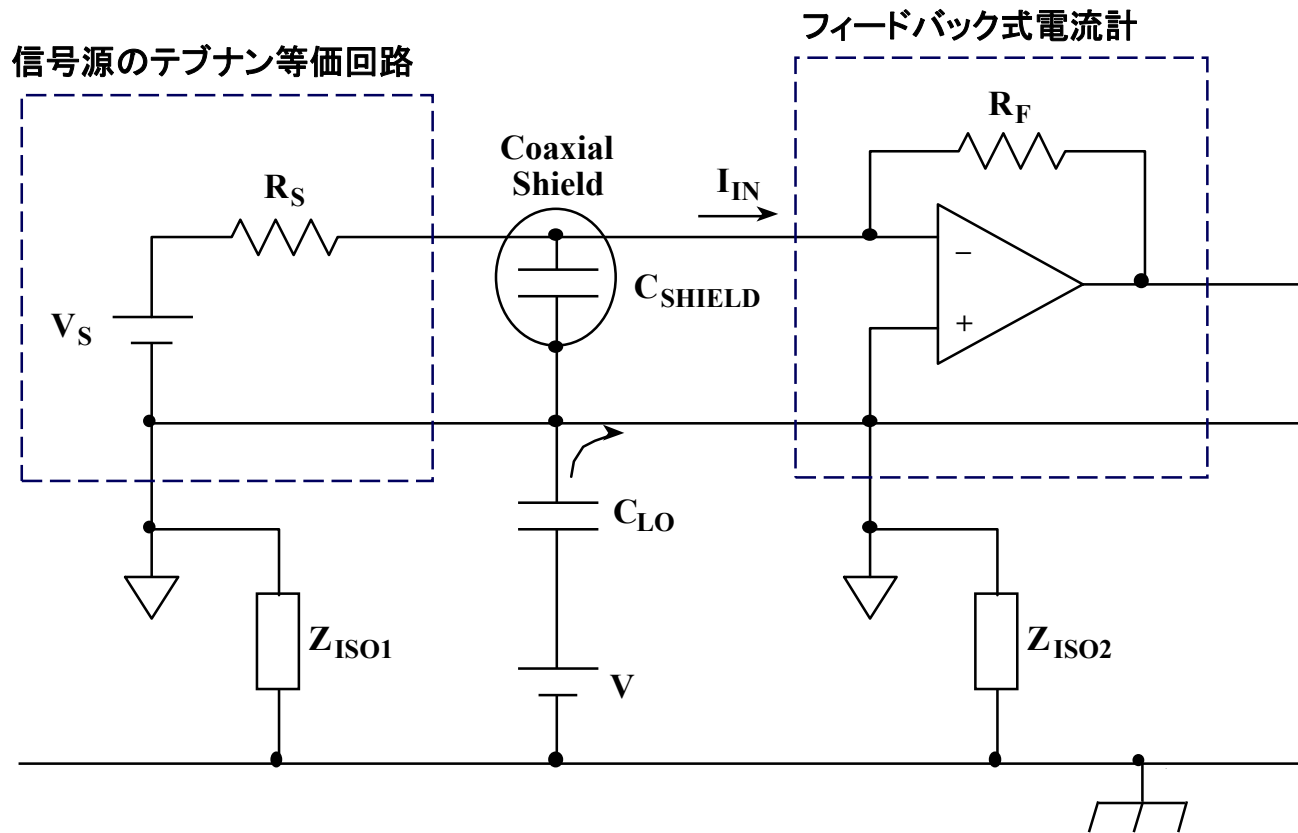 フィードバック式電流計
信号源のテブナン等価回路
R_F
Coaxial
Shield
I_IN
R_S
C_SHIELD
V_S
−
+
C_LO
Z_ISO1
Z_ISO2
V